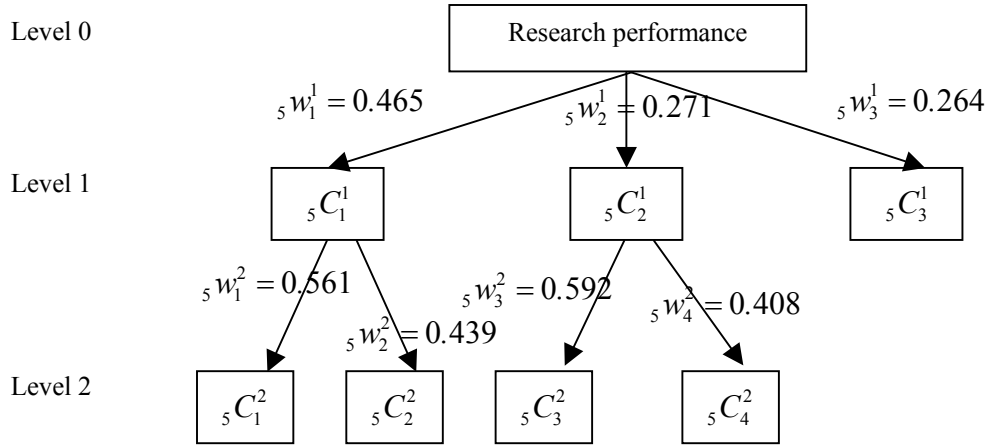 Level 0
Research performance
₅w₁¹ = 0.465
₅w₂¹ = 0.271
₅w₃¹ = 0.264
Level 1
₅C₁¹
₅C₂¹
₅C₃¹
₅w₁² = 0.561
₅w₂² = 0.439
₅w₃² = 0.592
₅w₄² = 0.408
Level 2
₅C₁²
₅C₂²
₅C₃²
₅C₄²